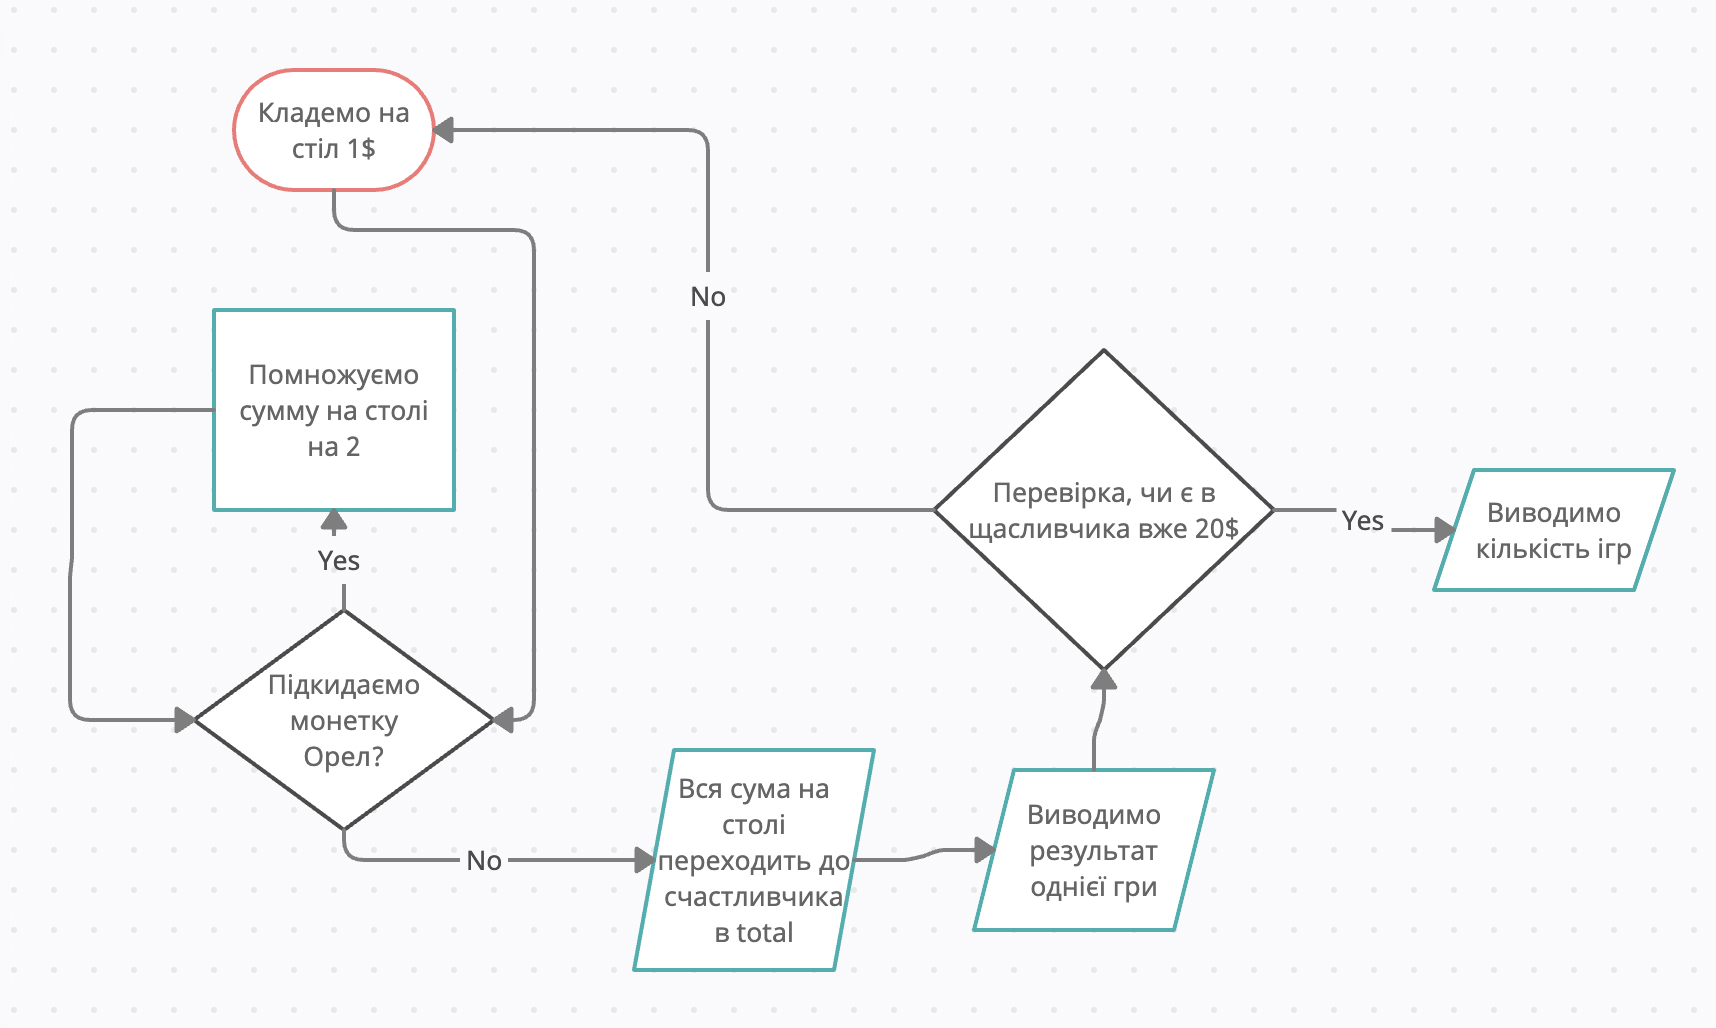 Кладемо на
стіл 1$
No
Помножуємо
сумму на столі
на 2
Yes
Підкидаємо
монетку
Орел?
No
Вся сума на
столі
переходить до
счастливчика
в total
Виводимо
результат
однієї гри
Перевірка, чи є в
щасливчика вже 20$
Yes
Виводимо
кількість ігр